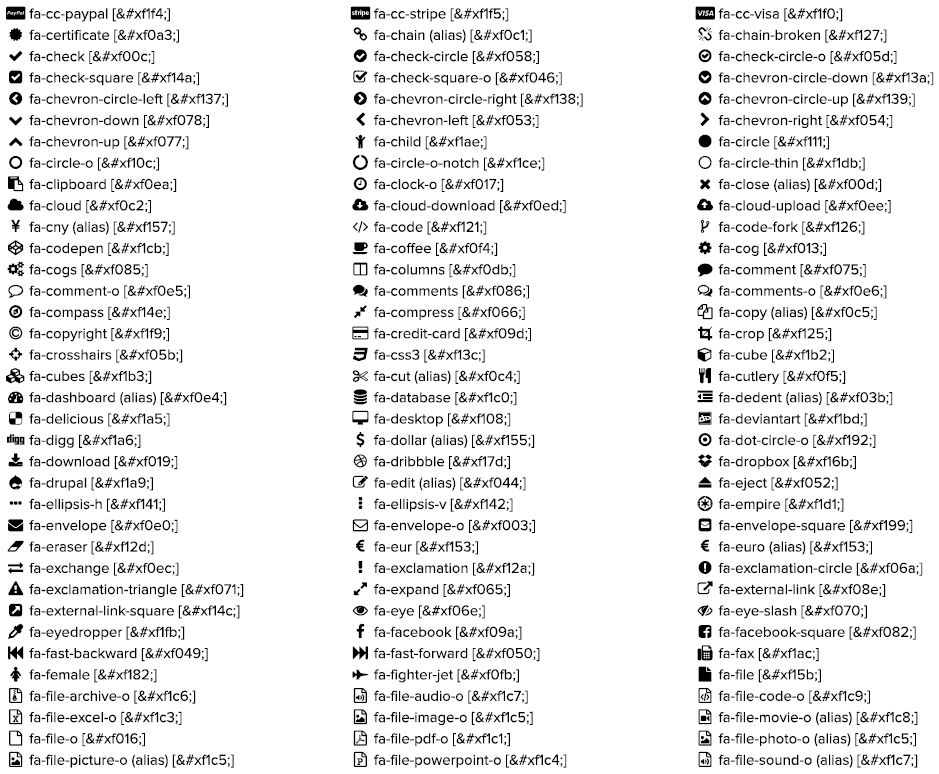 fa-cc-paypal [&#xf1f4;] fa-cc-stripe [&#xf1f5;] fa-cc-visa [&#xf1f0;]
fa-certificate [&#xf0a3;] fa-chain (alias) [&#xf0c1;] fa-chain-broken [&#xf127;]
fa-check [&#xf00c;] fa-check-circle [&#xf058;] fa-check-circle-o [&#xf05d;]
fa-check-square [&#xf14a;] fa-check-square-o [&#xf046;] fa-chevron-circle-down [&#xf13a;]
fa-chevron-circle-left [&#xf137;] fa-chevron-circle-right [&#xf138;] fa-chevron-circle-up [&#xf139;]
fa-chevron-down [&#xf078;] fa-chevron-left [&#xf053;] fa-chevron-right [&#xf054;]
fa-chevron-up [&#xf077;] fa-child [&#xf1ae;] fa-circle [&#xf111;]
fa-circle-o [&#xf10c;] fa-circle-o-notch [&#xf1ce;] fa-circle-thin [&#xf1db;]
fa-clipboard [&#xf0ea;] fa-clock-o [&#xf017;] fa-close (alias) [&#xf00d;]
fa-cloud [&#xf0c2;] fa-cloud-download [&#xf0ed;] fa-cloud-upload [&#xf0ee;]
fa-cny (alias) [&#xf157;] fa-code [&#xf121;] fa-code-fork [&#xf126;]
fa-codepen [&#xf1cb;] fa-coffee [&#xf0f4;] fa-cog [&#xf013;]
fa-cogs [&#xf085;] fa-columns [&#xf0db;] fa-comment [&#xf075;]
fa-comment-o [&#xf0e5;] fa-comments [&#xf086;] fa-comments-o [&#xf0e6;]
fa-compass [&#xf14e;] fa-compress [&#xf066;] fa-copy (alias) [&#xf0c5;]
fa-copyright [&#xf1f9;] fa-credit-card [&#xf09d;] fa-crop [&#xf125;]
fa-crosshairs [&#xf05b;] fa-css3 [&#xf13c;] fa-cube [&#xf1b2;]
fa-cubes [&#xf1b3;] fa-cut (alias) [&#xf0c4;] fa-cutlery [&#xf0f5;]
fa-dashboard (alias) [&#xf0e4;] fa-database [&#xf1c0;] fa-dedent (alias) [&#xf03b;]
fa-delicious [&#xf1a5;] fa-desktop [&#xf108;] fa-deviantart [&#xf1bd;]
fa-digg [&#xf1a6;] fa-dollar (alias) [&#xf155;] fa-dot-circle-o [&#xf192;]
fa-download [&#xf019;] fa-dribbble [&#xf17d;] fa-dropbox [&#xf16b;]
fa-drupal [&#xf1a9;] fa-edit (alias) [&#xf044;] fa-eject [&#xf052;]
fa-ellipsis-h [&#xf141;] fa-ellipsis-v [&#xf142;] fa-empire [&#xf1d1;]
fa-envelope [&#xf0e0;] fa-envelope-o [&#xf003;] fa-envelope-square [&#xf199;]
fa-eraser [&#xf12d;] fa-eur [&#xf153;] fa-euro (alias) [&#xf153;]
fa-exchange [&#xf0ec;] fa-exclamation [&#xf12a;] fa-exclamation-circle [&#xf06a;]
fa-exclamation-triangle [&#xf071;] fa-expand [&#xf065;] fa-external-link [&#xf08e;]
fa-external-link-square [&#xf14c;] fa-eye [&#xf06e;] fa-eye-slash [&#xf070;]
fa-eyedropper [&#xf1fb;] fa-facebook [&#xf09a;] fa-facebook-square [&#xf082;]
fa-fast-backward [&#xf049;] fa-fast-forward [&#xf050;] fa-fax [&#xf1ac;]
fa-female [&#xf182;] fa-fighter-jet [&#xf0fb;] fa-file [&#xf15b;]
fa-file-archive-o [&#xf1c6;] fa-file-audio-o [&#xf1c7;] fa-file-code-o [&#xf1c9;]
fa-file-excel-o [&#xf1c3;] fa-file-image-o [&#xf1c5;] fa-file-movie-o (alias) [&#xf1c8;]
fa-file-o [&#xf016;] fa-file-pdf-o [&#xf1c1;] fa-file-photo-o (alias) [&#xf1c5;]
fa-file-picture-o (alias) [&#xf1c5;] fa-file-powerpoint-o [&#xf1c4;] fa-file-sound-o (alias) [&#xf1c7;]